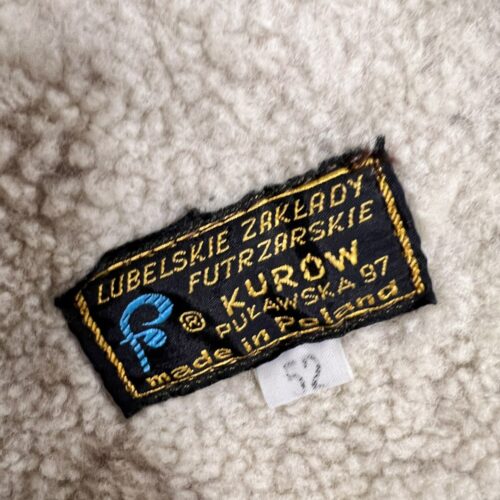 LUBELSKIE ZAKŁADY
FUTRZARSKIE
® KURÓW
PUŁAWSKA 97
made in Poland
52